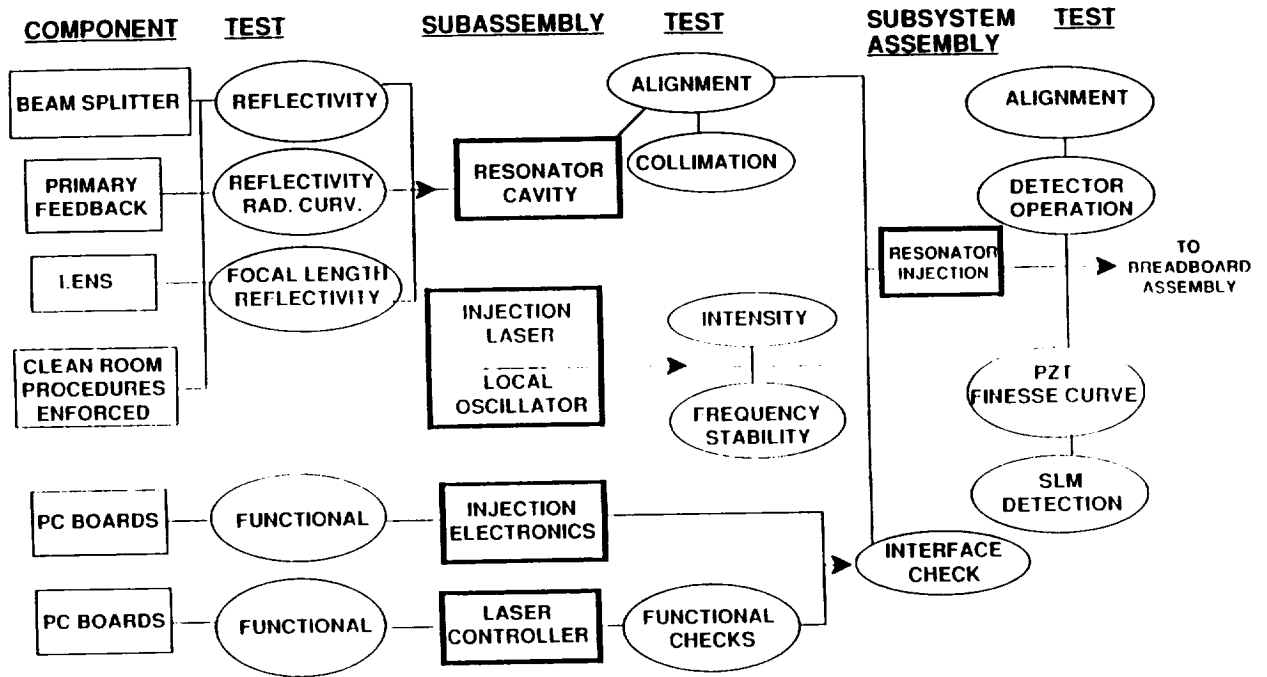 COMPONENT
TEST
SUBASSEMBLY
TEST
SUBSYSTEM
ASSEMBLY
TEST
BEAM SPLITTER
REFLECTIVITY
PRIMARY
FEEDBACK
REFLECTIVITY
RAD. CURV.
LENS
FOCAL LENGTH
REFLECTIVITY
CLEAN ROOM
PROCEDURES
ENFORCED
RESONATOR
CAVITY
ALIGNMENT
COLLIMATION
INJECTION
LASER
LOCAL
OSCILLATOR
INTENSITY
FREQUENCY
STABILITY
PC BOARDS
FUNCTIONAL
INJECTION
ELECTRONICS
PC BOARDS
FUNCTIONAL
LASER
CONTROLLER
FUNCTIONAL
CHECKS
INTERFACE
CHECK
RESONATOR
INJECTION
ALIGNMENT
DETECTOR
OPERATION
PZT
FINESSE CURVE
SLM
DETECTION
TO
BREADBOARD
ASSEMBLY